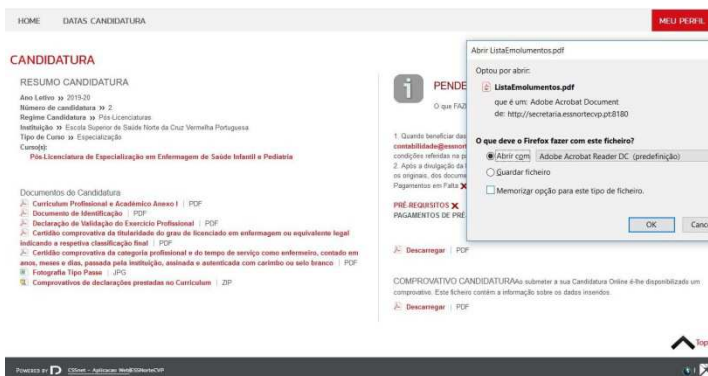 HOME DATAS CANDIDATURA MEU PERFIL
CANDIDATURA
RESUMO CANDIDATURA
Ano Letivo » 2019-20
Número de candidatura » 2
Regime Candidatura » Pós-Licenciaturas
Instituição » Escola Superior de Saúde Norte da Cruz Vermelha Portuguesa
Tipo de Curso » Especialização
Curso(s):
Pós-Licenciatura de Especialização em Enfermagem de Saúde Infantil e Pediatria
Documentos de Candidatura
Curriculum Profissional e Académico Anexo I | PDF
Documento de Identificação | PDF
Declaração de Validação do Exercício Profissional | PDF
Certidão comprovativa da titularidade do grau de licenciado em enfermagem ou equivalente legal
indicando a respetiva classificação final | PDF
Certidão comprovativa da categoria profissional e do tempo de serviço como enfermeiro, contado em
anos, meses e dias, passada pela instituição, assinada e autenticada com carimbo ou selo branco | PDF
Fotografia Tipo Passe | JPG
Comprovativos de declarações prestadas no Curriculum | ZIP
i
PENDE
O que FAZ
1. Quando beneficiar das
contabilidade@essnort
condições referidas na p
2. Após a divulgação da l
os originais, dos docume
Pagamentos em Falta X
PRÉ-REQUISITOS X
PAGAMENTOS DE PRÉ-
Descarregar | PDF
COMPROVATIVO CANDIDATURAAo submeter a sua Candidatura Online é-lhe disponibilizado um
comprovativo. Este ficheiro contém a informação sobre os dados inseridos.
Descarregar | PDF
Abrir ListaEmolumentos.pdf
Optou por abrir:
ListaEmolumentos.pdf
que é um: Adobe Acrobat Document
de: http://secretaria.essnortecvp.pt:8180
O que deve o Firefox fazer com este ficheiro?
Abrir com Adobe Acrobat Reader DC (predefinição)
Guardar ficheiro
Memorizar opção para este tipo de ficheiro.
OK Canc
Top
POWERED BY CSSnet - Aplicacao Web@ESSNorteCVP